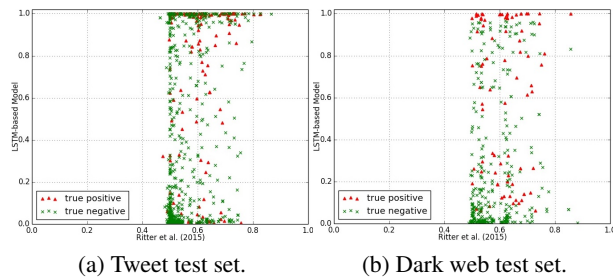 1.0
0.8
0.6
0.4
0.2
0.0
LSTM-based Model
true positive
true negative
0.0 0.2 0.4 0.6 0.8 1.0
Ritter et al. (2015)
(a) Tweet test set.
1.0
0.8
0.6
0.4
0.2
0.0
LSTM-based Model
true positive
true negative
0.0 0.2 0.4 0.6 0.8 1.0
Ritter et al. (2015)
(b) Dark web test set.